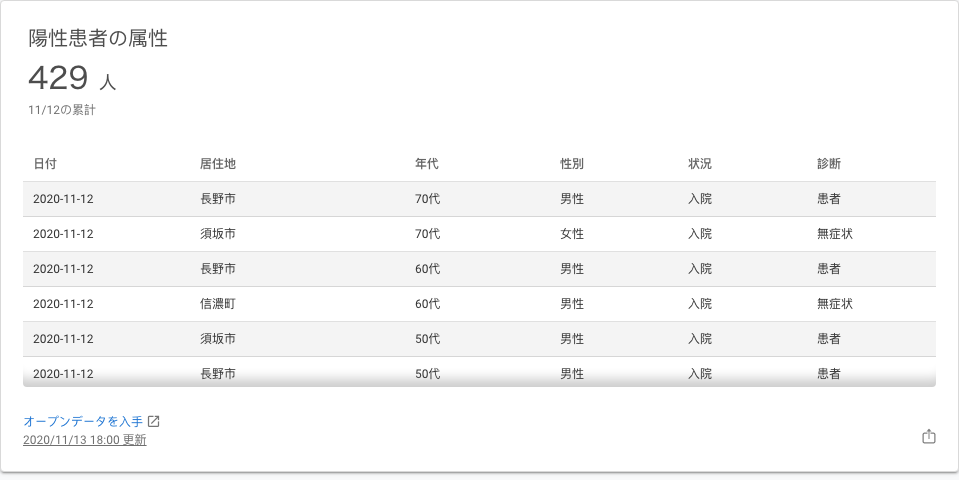 陽性患者の属性
429 人
11/12の累計
日付 居住地 年代 性別 状況 診断
2020-11-12 長野市 70代 男性 入院 患者
2020-11-12 須坂市 70代 女性 入院 無症状
2020-11-12 長野市 60代 男性 入院 患者
2020-11-12 信濃町 60代 男性 入院 無症状
2020-11-12 須坂市 50代 男性 入院 患者
2020-11-12 長野市 50代 男性 入院 患者
オープンデータを入手
2020/11/13 18:00 更新